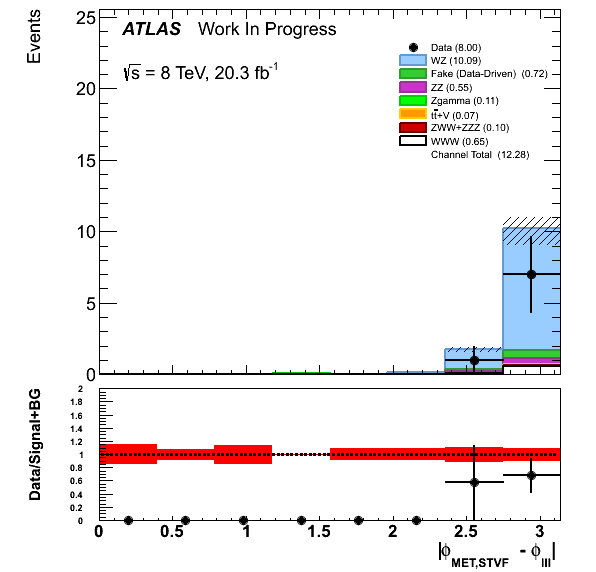 Events
ATLAS Work In Progress
√s = 8 TeV, 20.3 fb⁻¹
Data (8.00)
WZ (10.09)
Fake (Data-Driven) (0.72)
ZZ (0.55)
Zgamma (0.11)
tt̄+V (0.07)
ZWW+ZZZ (0.10)
WWW (0.65)
Channel Total (12.28)
25
20
15
10
5
0
Data/Signal+BG
2
1.8
1.6
1.4
1.2
1
0.8
0.6
0.4
0.2
0
0 0.5 1 1.5 2 2.5 3
|ϕMET,STVF - ϕlll|